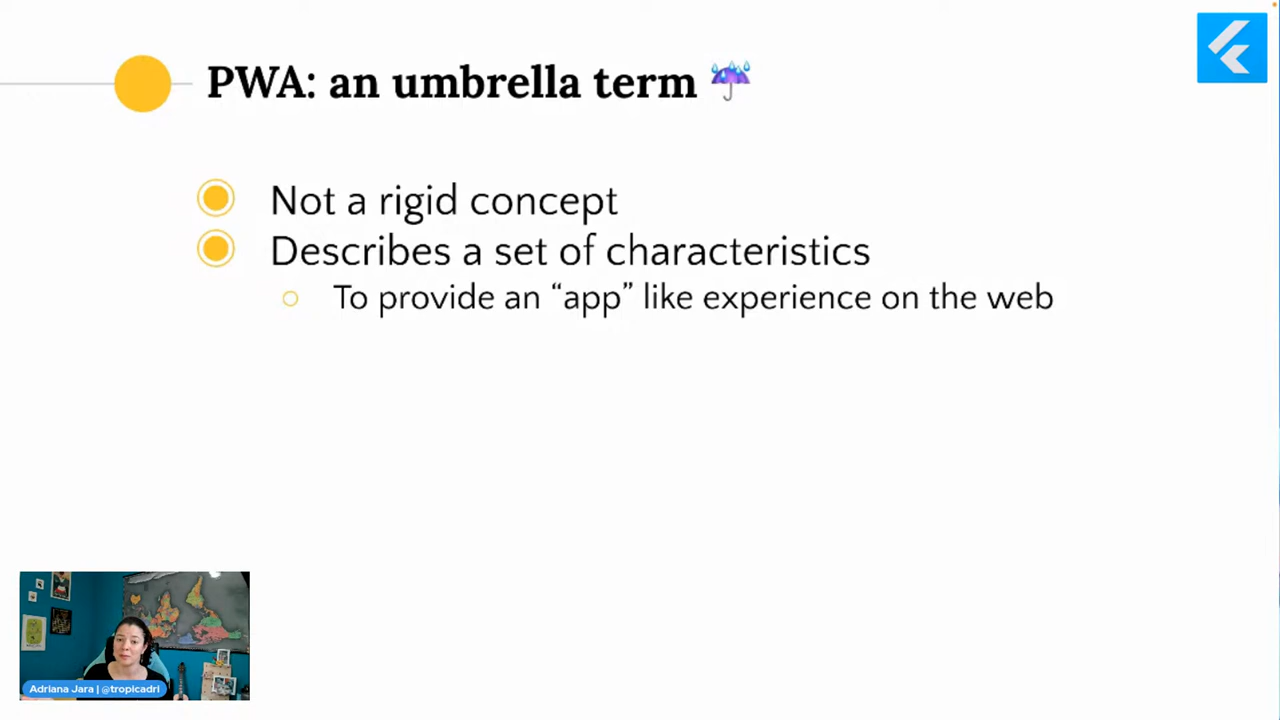 PWA: an umbrella term ☔
Not a rigid concept
Describes a set of characteristics
To provide an “app” like experience on the web
Adriana Jara | @tropicadri